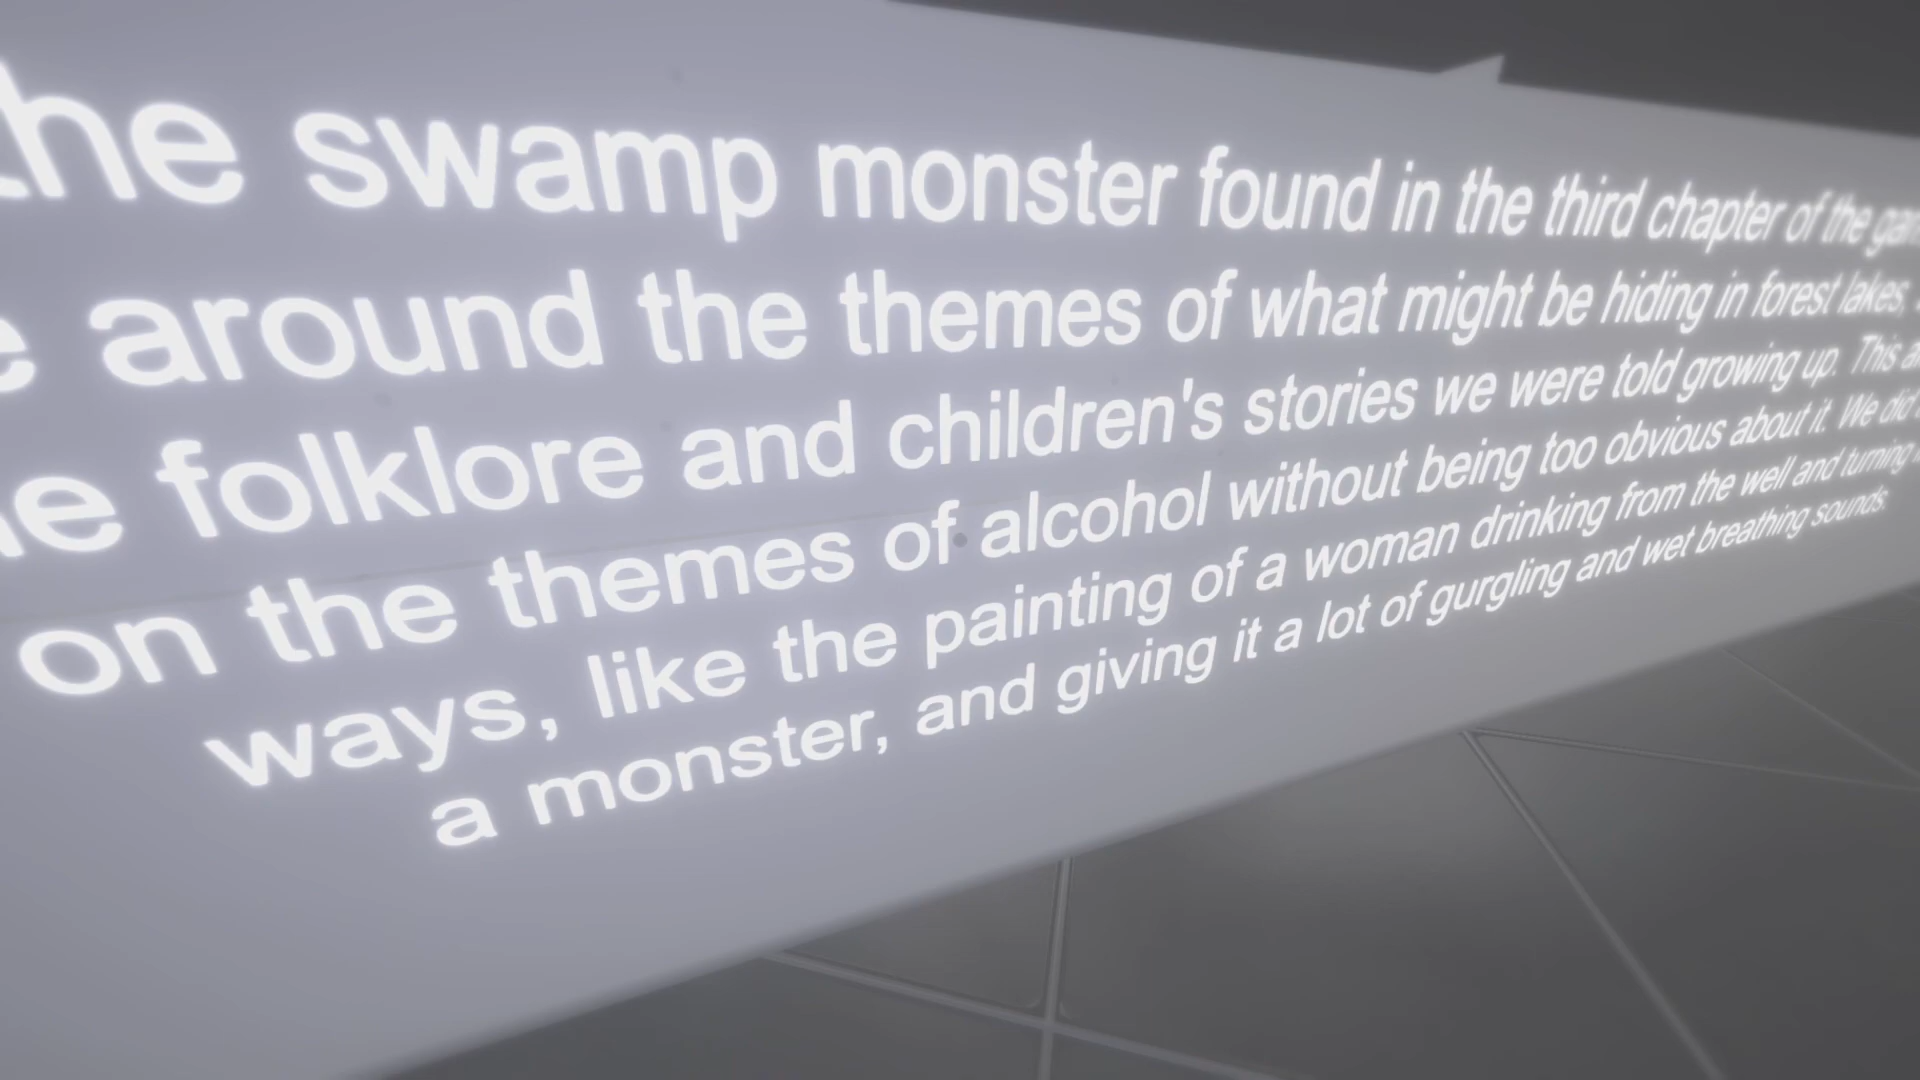 the swamp monster found in the third chapter of the
around the themes of what might be hiding in forest lakes,
folklore and children's stories we were told growing up. This
on the themes of alcohol without being too obvious about it. We did
ways, like the painting of a woman drinking from the well and turning
a monster, and giving it a lot of gurgling and wet breathing sounds.